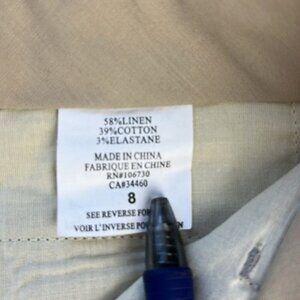 58%LINEN
39%COTTON
3%ELASTANE
MADE IN CHINA
FABRIQUE EN CHINE
RN#106730
CA#34460
8
SEE REVERSE FOR
VOIR L'INVERSE POUR